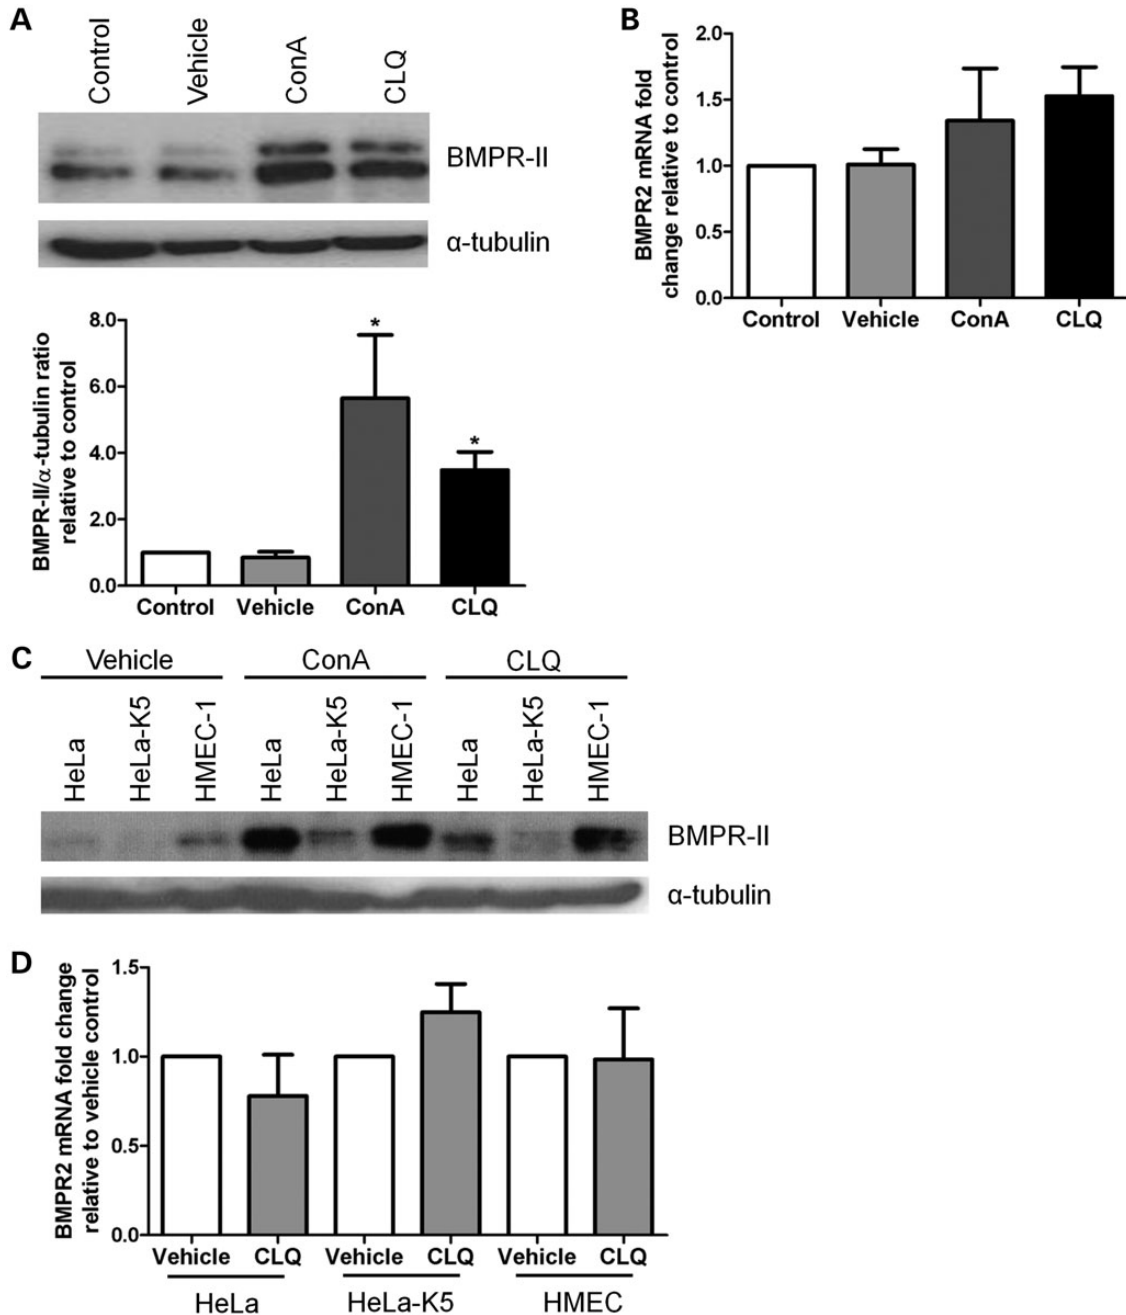 A
Control
Vehicle
ConA
CLQ
BMPR-II
α-tubulin
BMPR-II/α-tubulin ratio
relative to control
8.0
6.0
4.0
2.0
0.0
*
*
Control Vehicle ConA CLQ
B
BMPR2 mRNA fold
change relative to control
2.0
1.5
1.0
0.5
0.0
Control Vehicle ConA CLQ
C
Vehicle ConA CLQ
HeLa
HeLa-K5
HMEC-1
HeLa
HeLa-K5
HMEC-1
HeLa
HeLa-K5
HMEC-1
BMPR-II
α-tubulin
D
BMPR2 mRNA fold change
relative to vehicle control
1.5
1.0
0.5
0.0
Vehicle CLQ Vehicle CLQ Vehicle CLQ
HeLa HeLa-K5 HMEC